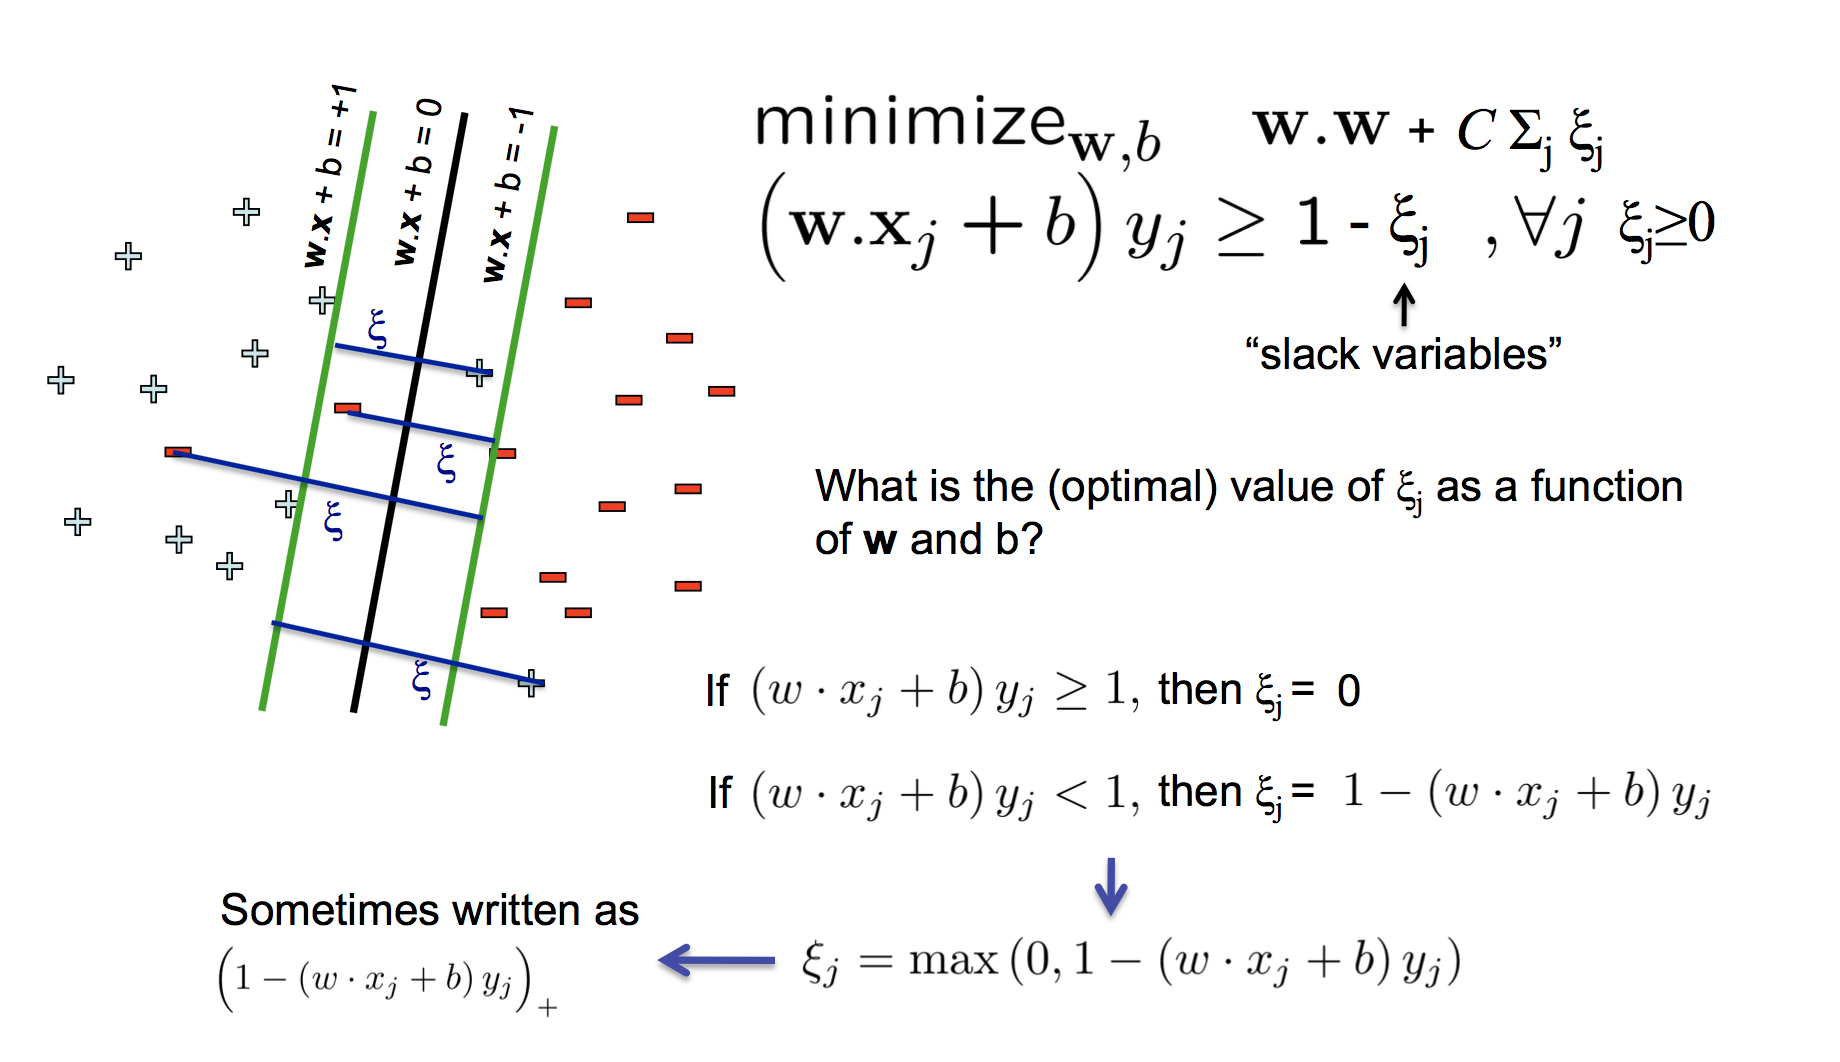 w.x + b = +1
w.x + b = 0
w.x + b = -1
ξ
ξ
ξ
ξ
minimize_{w,b} w.w + C Σ_j ξ_j
(w.x_j + b) y_j ≥ 1 - ξ_j , ∀j ξ_j≥0
“slack variables”
What is the (optimal) value of ξ_j as a function
of w and b?
If (w · x_j + b) y_j ≥ 1, then ξ_j = 0
If (w · x_j + b) y_j < 1, then ξ_j = 1 − (w · x_j + b) y_j
ξ_j = max (0, 1 − (w · x_j + b) y_j)
Sometimes written as
(1 − (w · x_j + b) y_j)_+